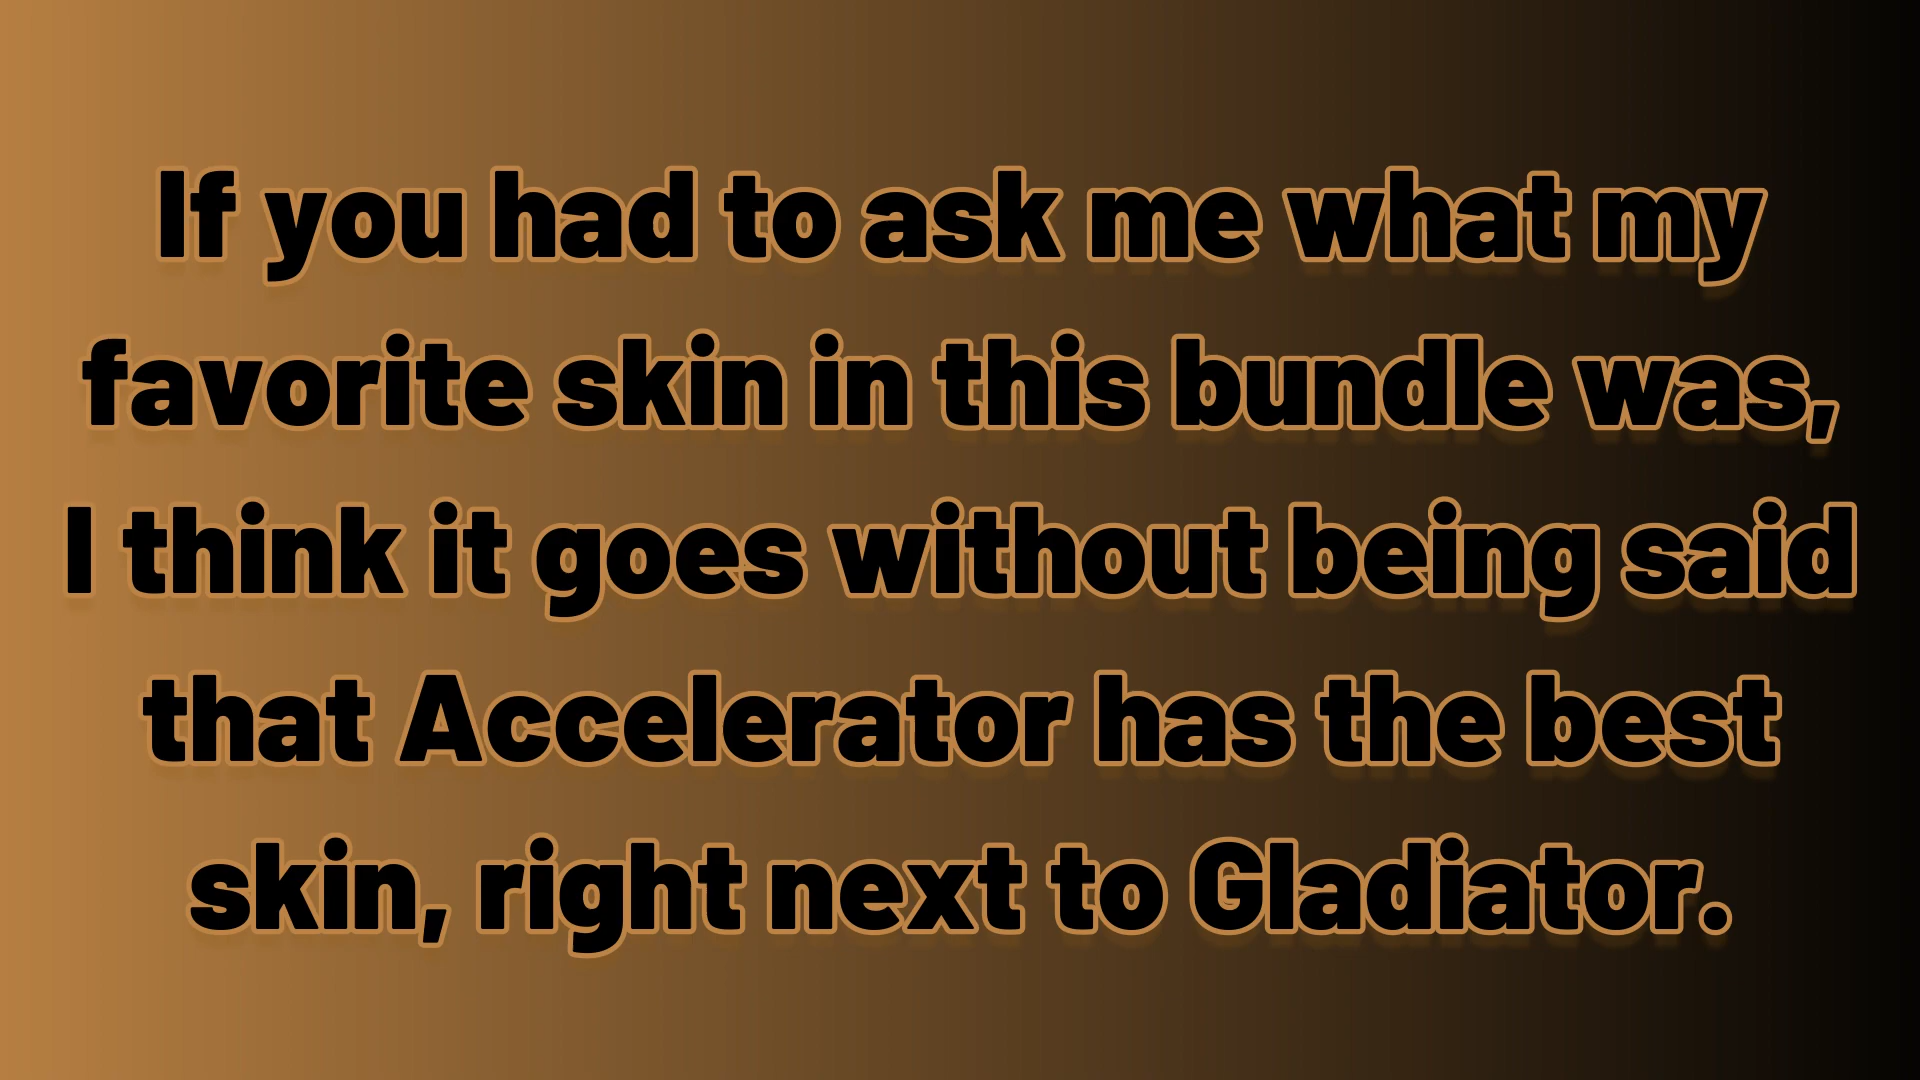 If you had to ask me what my
favorite skin in this bundle was,
I think it goes without being said
that Accelerator has the best
skin, right next to Gladiator.